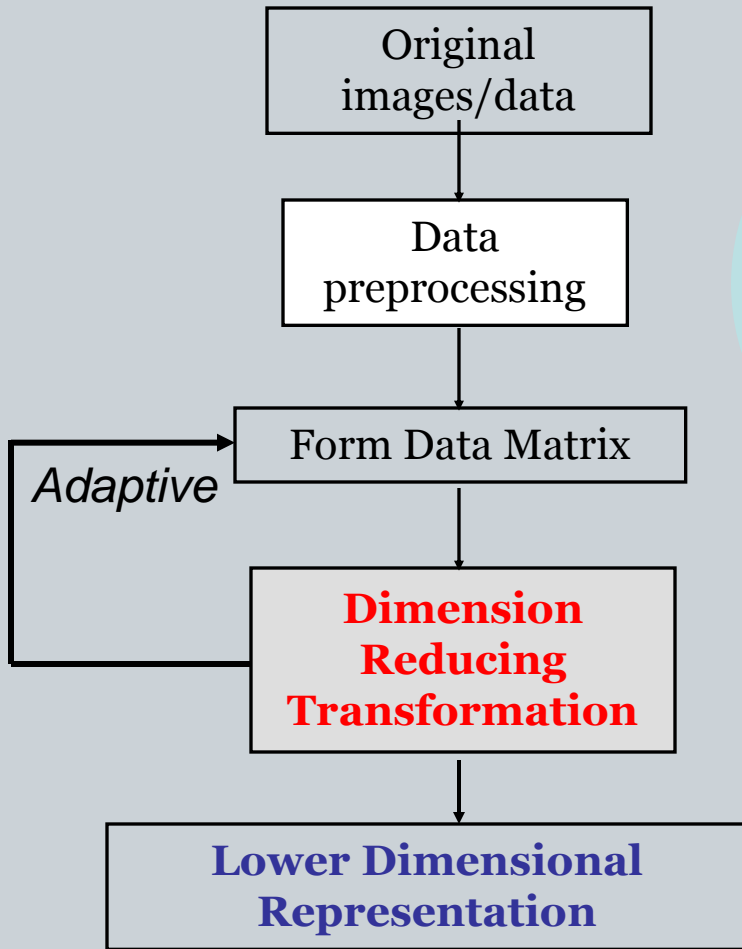 Original
images/data
Data
preprocessing
Form Data Matrix
Adaptive
Dimension
Reducing
Transformation
Lower Dimensional
Representation